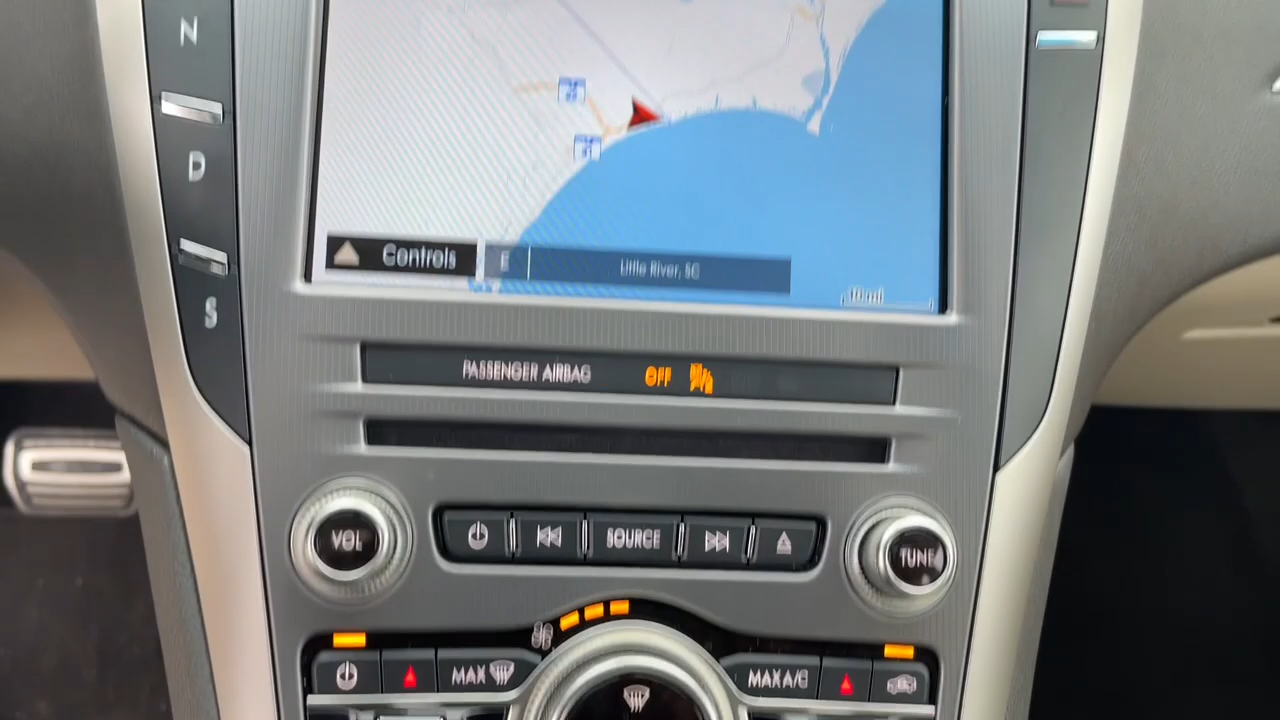 N
D
S
Controls
E
Little River, SC
PASSENGER AIRBAG OFF
VOL
SOURCE
TUNE
MAX
MAX A/C